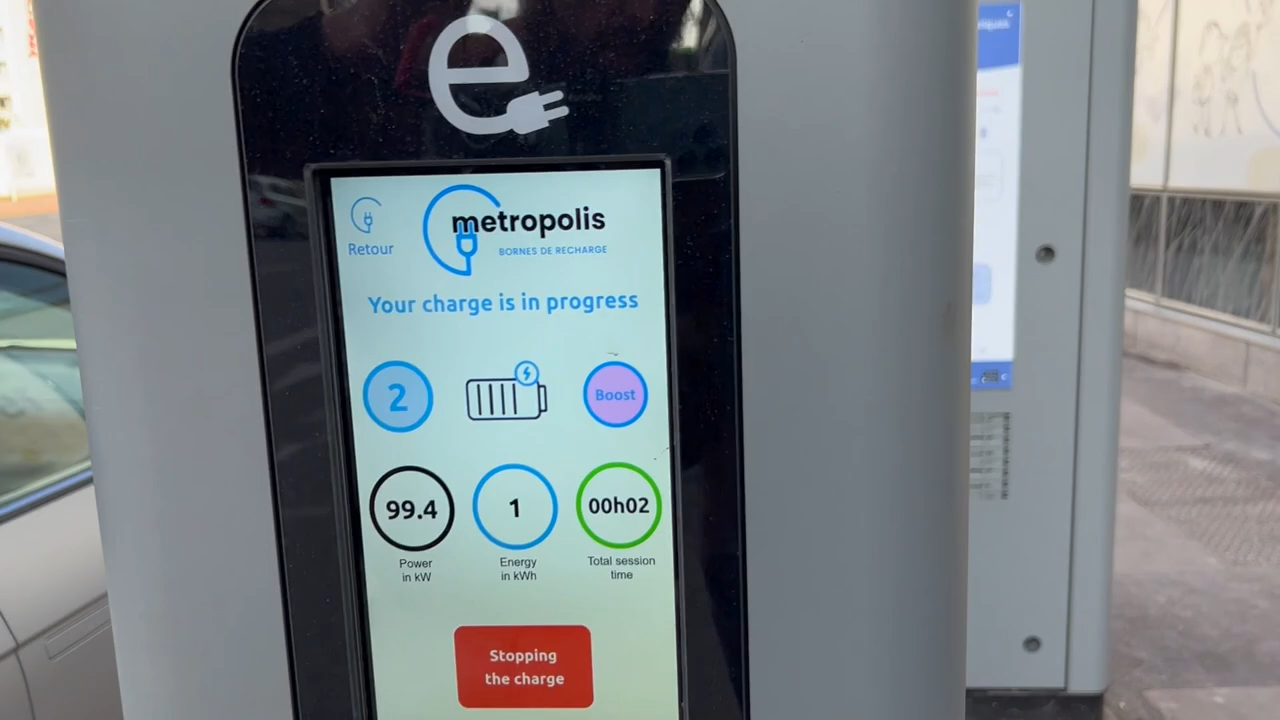 e
Retour
metropolis
BORNES DE RECHARGE
Your charge is in progress
2
Boost
99.4
1
00h02
Power
in kW
Energy
in kWh
Total session
time
Stopping
the charge